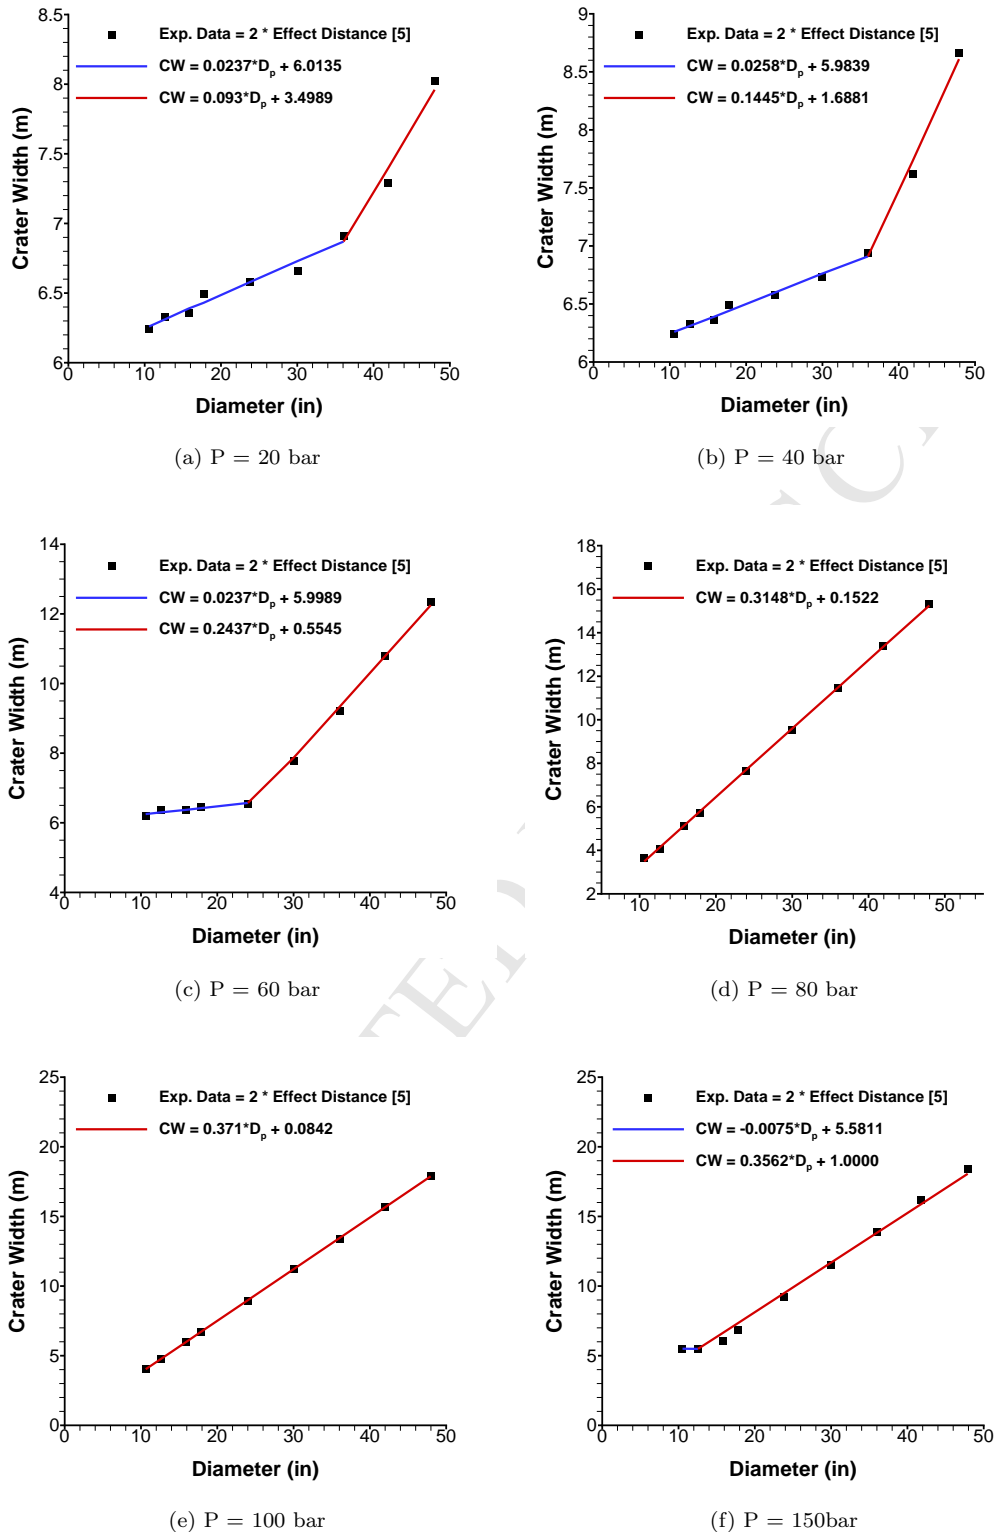 8.5
8
7.5
7
6.5
6
0
10
20
30
40
50
Crater Width (m)
Diameter (in)
Exp. Data = 2 * Effect Distance [5]
CW = 0.0237*Dp + 6.0135
CW = 0.093*Dp + 3.4989
(a) P = 20 bar
9
8.5
8
7.5
7
6.5
6
0
10
20
30
40
50
Crater Width (m)
Diameter (in)
Exp. Data = 2 * Effect Distance [5]
CW = 0.0258*Dp + 5.9839
CW = 0.1445*Dp + 1.6881
(b) P = 40 bar
14
12
10
8
6
4
0
10
20
30
40
50
Crater Width (m)
Diameter (in)
Exp. Data = 2 * Effect Distance [5]
CW = 0.0237*Dp + 5.9989
CW = 0.2437*Dp + 0.5545
(c) P = 60 bar
18
16
14
12
10
8
6
4
2
10
20
30
40
50
Crater Width (m)
Diameter (in)
Exp. Data = 2 * Effect Distance [5]
CW = 0.3148*Dp + 0.1522
(d) P = 80 bar
25
20
15
10
5
0
0
10
20
30
40
50
Crater Width (m)
Diameter (in)
Exp. Data = 2 * Effect Distance [5]
CW = 0.371*Dp + 0.0842
(e) P = 100 bar
25
20
15
10
5
0
0
10
20
30
40
50
Crater Width (m)
Diameter (in)
Exp. Data = 2 * Effect Distance [5]
CW = -0.0075*Dp + 5.5811
CW = 0.3562*Dp + 1.0000
(f) P = 150bar